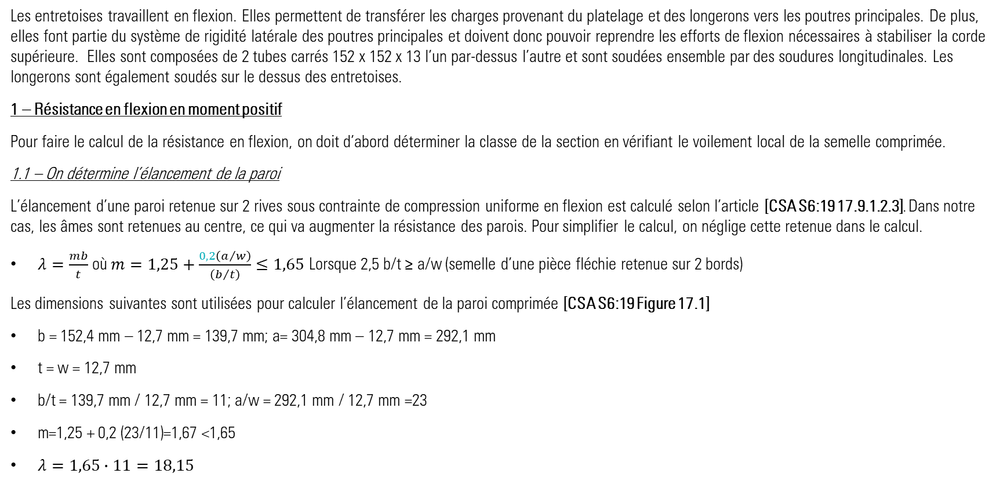 Les entretoises travaillent en flexion. Elles permettent de transférer les charges provenant du platelage et des longerons vers les poutres principales. De plus,
elles font partie du système de rigidité latérale des poutres principales et doivent donc pouvoir reprendre les efforts de flexion nécessaires à stabiliser la corde
supérieure. Elles sont composées de 2 tubes carrés 152 x 152 x 13 l'un par-dessus l'autre et sont soudées ensemble par des soudures longitudinales. Les
longerons sont également soudés sur le dessus des entretoises.
1 – Résistance en flexion en moment positif
Pour faire le calcul de la résistance en flexion, on doit d'abord déterminer la classe de la section en vérifiant le voilement local de la semelle comprimée.
1.1 – On détermine l'élancement de la paroi
L'élancement d'une paroi retenue sur 2 rives sous contrainte de compression uniforme en flexion est calculé selon l'article [CSA S6:19 17.9.1.2.3]. Dans notre
cas, les âmes sont retenues au centre, ce qui va augmenter la résistance des parois. Pour simplifier le calcul, on néglige cette retenue dans le calcul.
• λ = mb/t où m = 1,25 + 0,2(a/w)/(b/t) ≤ 1,65 Lorsque 2,5 b/t ≥ a/w (semelle d'une pièce fléchie retenue sur 2 bords)
Les dimensions suivantes sont utilisées pour calculer l'élancement de la paroi comprimée [CSA S6:19 Figure 17.1]
• b = 152,4 mm – 12,7 mm = 139,7 mm; a= 304,8 mm – 12,7 mm = 292,1 mm
• t = w = 12,7 mm
• b/t = 139,7 mm / 12,7 mm = 11; a/w = 292,1 mm / 12,7 mm =23
• m=1,25 + 0,2 (23/11)=1,67 <1,65
• λ = 1,65 · 11 = 18,15